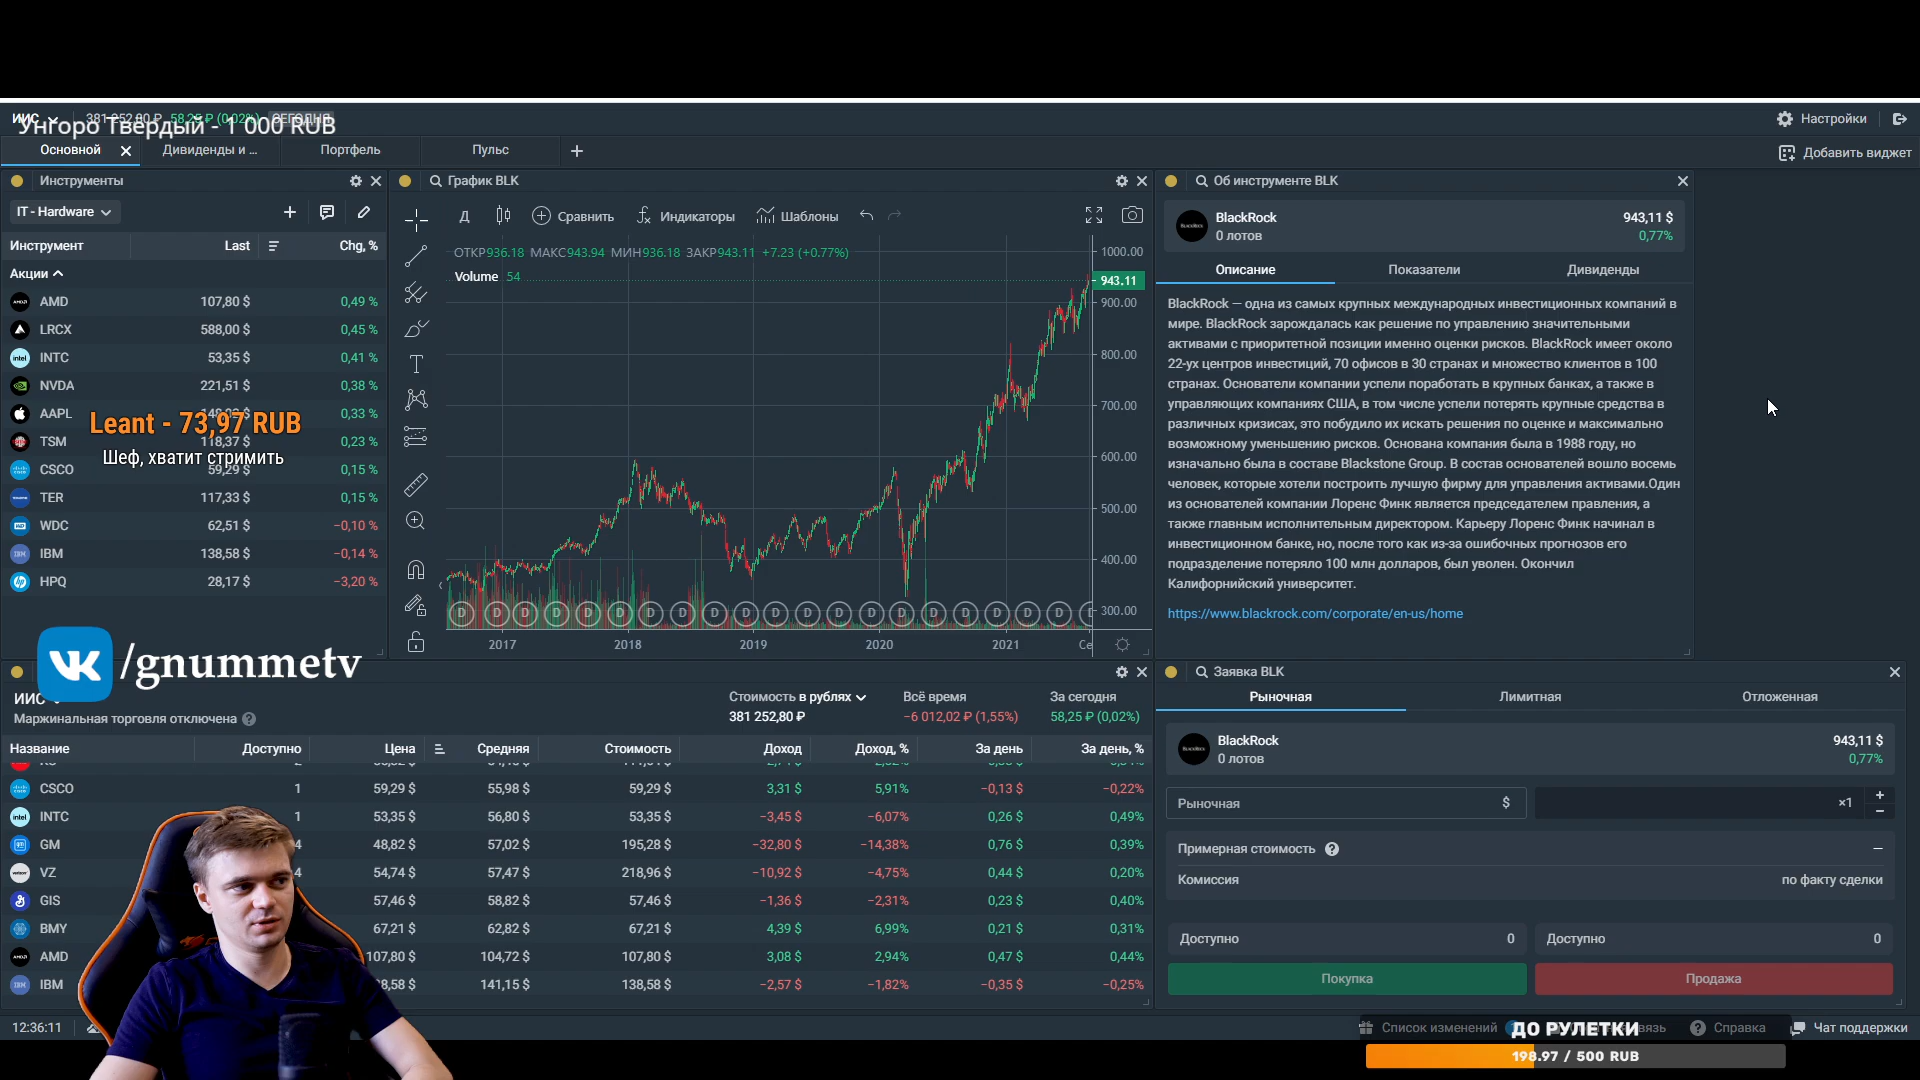 ИИС 381 252,80 ₽ 58,25 ₽ (0,02%) СЕГОДНЯ
Унгоро Твердый - 1 000 RUB
Настройки
Основной
Дивиденды и ...
Портфель
Пульс
Добавить виджет
Инструменты
IT - Hardware
Инструмент Last Chg, %
Акции
AMD 107,80 $ 0,49 %
LRCX 588,00 $ 0,45 %
INTC 53,35 $ 0,41 %
NVDA 221,51 $ 0,38 %
AAPL 0,33 %
TSM 118,37 $ 0,23 %
CSCO 59,29 $ 0,15 %
TER 117,33 $ 0,15 %
WDC 62,51 $ −0,10 %
IBM 138,58 $ −0,14 %
HPQ 28,17 $ −3,20 %
Leant - 73,97 RUB
Шеф, хватит стримить
/gnummetv
График BLK
Д
Сравнить
Индикаторы
Шаблоны
ОТКР936.18 МАКС943.94 МИН936.18 ЗАКР943.11 +7.23 (+0.77%)
Volume 54
1000.00
943.11
900.00
800.00
700.00
600.00
500.00
400.00
300.00
D D D D D D D D D D D D D D D D D D D D D
2017 2018 2019 2020 2021 Се
Об инструменте BLK
BlackRock 943,11 $
0 лотов 0,77%
Описание Показатели Дивиденды
BlackRock — одна из самых крупных международных инвестиционных компаний в
мире. BlackRock зарождалась как решение по управлению значительными
активами с приоритетной позиции именно оценки рисков. BlackRock имеет около
22-ух центров инвестиций, 70 офисов в 30 странах и множество клиентов в 100
странах. Основатели компании успели поработать в крупных банках, а также в
управляющих компаниях США, в том числе успели потерять крупные средства в
различных кризисах, это побудило их искать решения по оценке и максимально
возможному уменьшению рисков. Основана компания была в 1988 году, но
изначально была в составе Blackstone Group. В состав основателей вошло восемь
человек, которые хотели построить лучшую фирму для управления активами.Один
из основателей компании Лоренс Финк является председателем правления, а
также главным исполнительным директором. Карьеру Лоренс Финк начинал в
инвестиционном банке, но, после того как из-за ошибочных прогнозов его
подразделение потеряло 100 млн долларов, был уволен. Окончил
Калифорнийский университет.
https://www.blackrock.com/corporate/en-us/home
ИИС
Маржинальная торговля отключена
Стоимость в рублях Всё время За сегодня
381 252,80 ₽ −6 012,02 ₽ (1,55%) 58,25 ₽ (0,02%)
Название Доступно Цена Средняя Стоимость Доход Доход, % За день За день, %
CSCO 1 59,29 $ 55,98 $ 59,29 $ 3,31 $ 5,91% −0,13 $ −0,22%
INTC 1 53,35 $ 56,80 $ 53,35 $ −3,45 $ −6,07% 0,26 $ 0,49%
GM 4 48,82 $ 57,02 $ 195,28 $ −32,80 $ −14,38% 0,76 $ 0,39%
VZ 4 54,74 $ 57,47 $ 218,96 $ −10,92 $ −4,75% 0,44 $ 0,20%
GIS 57,46 $ 58,82 $ 57,46 $ −1,36 $ −2,31% 0,23 $ 0,40%
BMY 67,21 $ 62,82 $ 67,21 $ 4,39 $ 6,99% 0,21 $ 0,31%
AMD 107,80 $ 104,72 $ 107,80 $ 3,08 $ 2,94% 0,47 $ 0,44%
IBM 8,58 $ 141,15 $ 138,58 $ −2,57 $ −1,82% −0,35 $ −0,25%
Заявка BLK
Рыночная Лимитная Отложенная
BlackRock 943,11 $
0 лотов 0,77%
Рыночная $ ×1 + −
Примерная стоимость –
Комиссия по факту сделки
Доступно 0 Доступно 0
Покупка Продажа
12:36:11
Список изменений
Справка
Чат поддержки
ДО РУЛЕТКИ
198.97 / 500 RUB